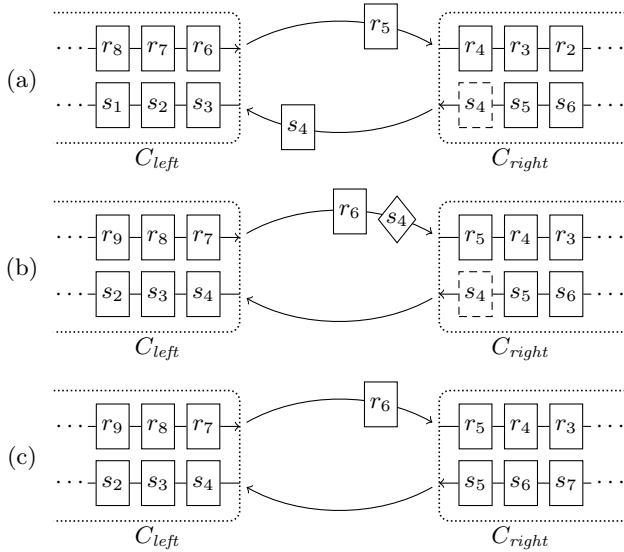 r5
··· r8 r7 r6 r4 r3 r2 ···
(a)
··· s1 s2 s3 s4 s4 s5 s6 ···
Cleft Cright
r6 s4
··· r9 r8 r7 r5 r4 r3 ···
(b)
··· s2 s3 s4 s4 s5 s6 ···
Cleft Cright
r6
··· r9 r8 r7 r5 r4 r3 ···
(c)
··· s2 s3 s4 s5 s6 s7 ···
Cleft Cright